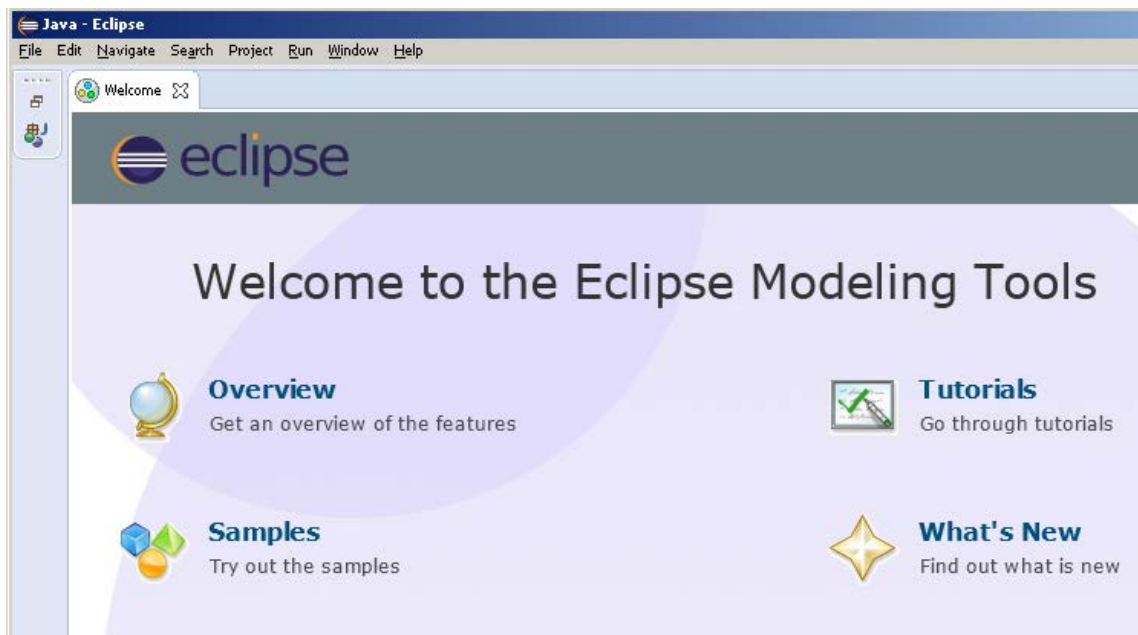 Java - Eclipse
File Edit Navigate Search Project Run Window Help
Welcome
eclipse
Welcome to the Eclipse Modeling Tools
Overview
Get an overview of the features
Tutorials
Go through tutorials
Samples
Try out the samples
What's New
Find out what is new